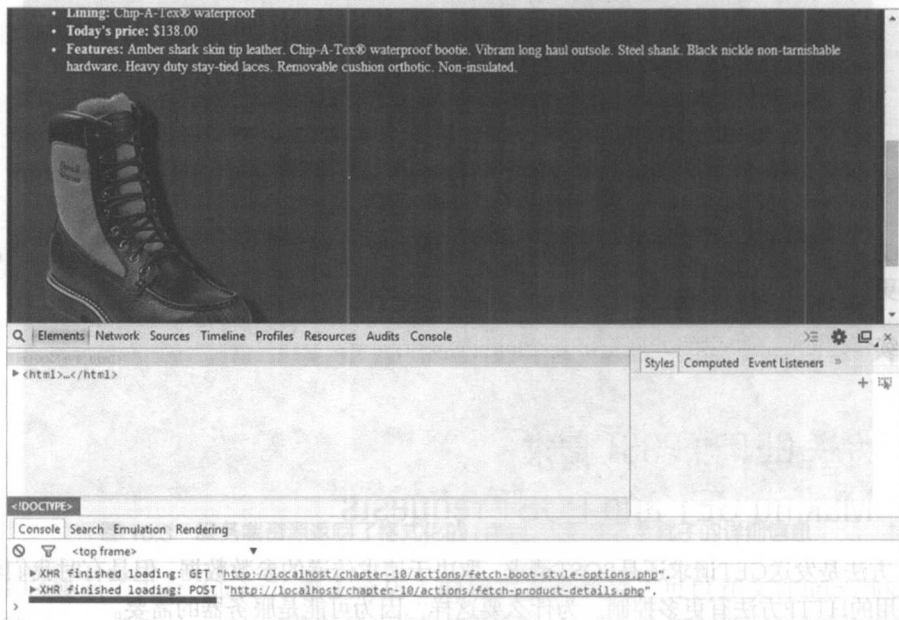 • Lining: Chip-A-Tex® waterproof
• Today's price: $138.00
• Features: Amber shark skin tip leather. Chip-A-Tex® waterproof bootie. Vibram long haul outsole. Steel shank. Black nickle non-tarnishable
hardware. Heavy duty stay-tied laces. Removable cushion orthotic. Non-insulated.
Elements Network Sources Timeline Profiles Resources Audits Console
Styles Computed Event Listeners »
▶ <html>…</html>
<!DOCTYPE>
Console Search Emulation Rendering
<top frame> ▼
▶ XHR finished loading: GET "http://localhost/chapter-10/actions/fetch-boot-style-options.php".
▶ XHR finished loading: POST "http://localhost/chapter-10/actions/fetch-product-details.php".
>